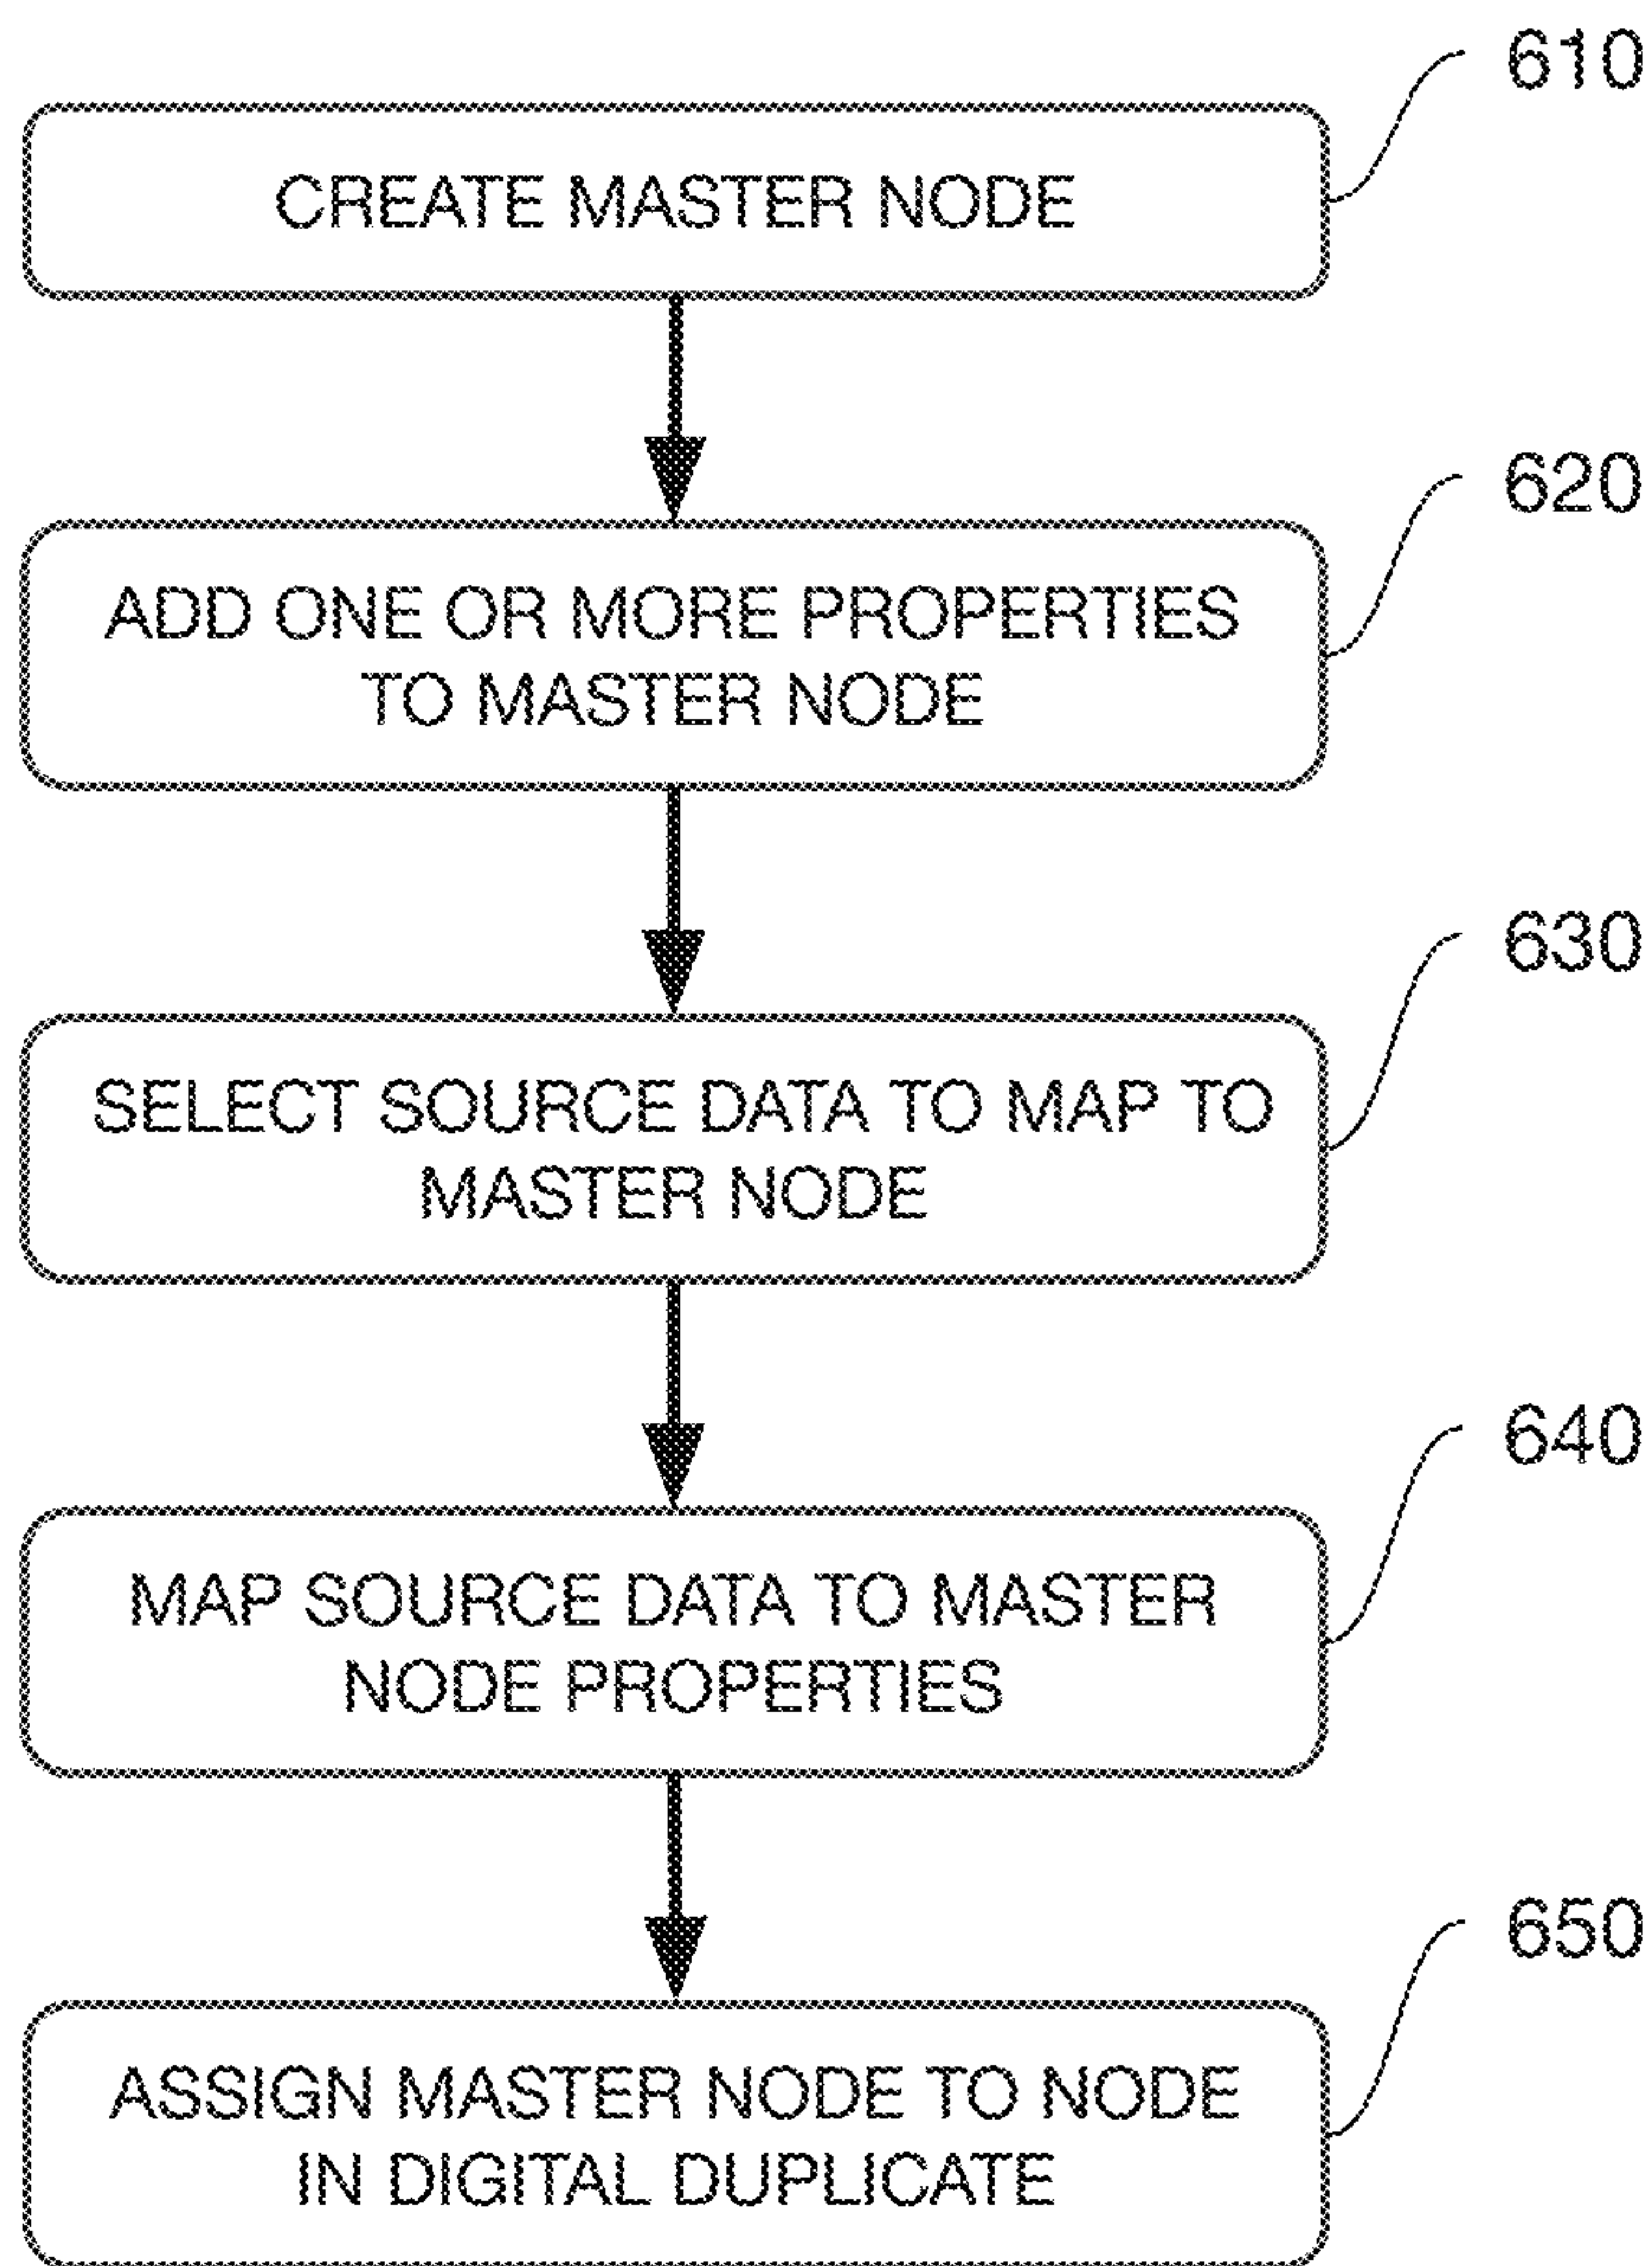 610
CREATE MASTER NODE
620
ADD ONE OR MORE PROPERTIES
TO MASTER NODE
630
SELECT SOURCE DATA TO MAP TO
MASTER NODE
640
MAP SOURCE DATA TO MASTER
NODE PROPERTIES
650
ASSIGN MASTER NODE TO NODE
IN DIGITAL DUPLICATE